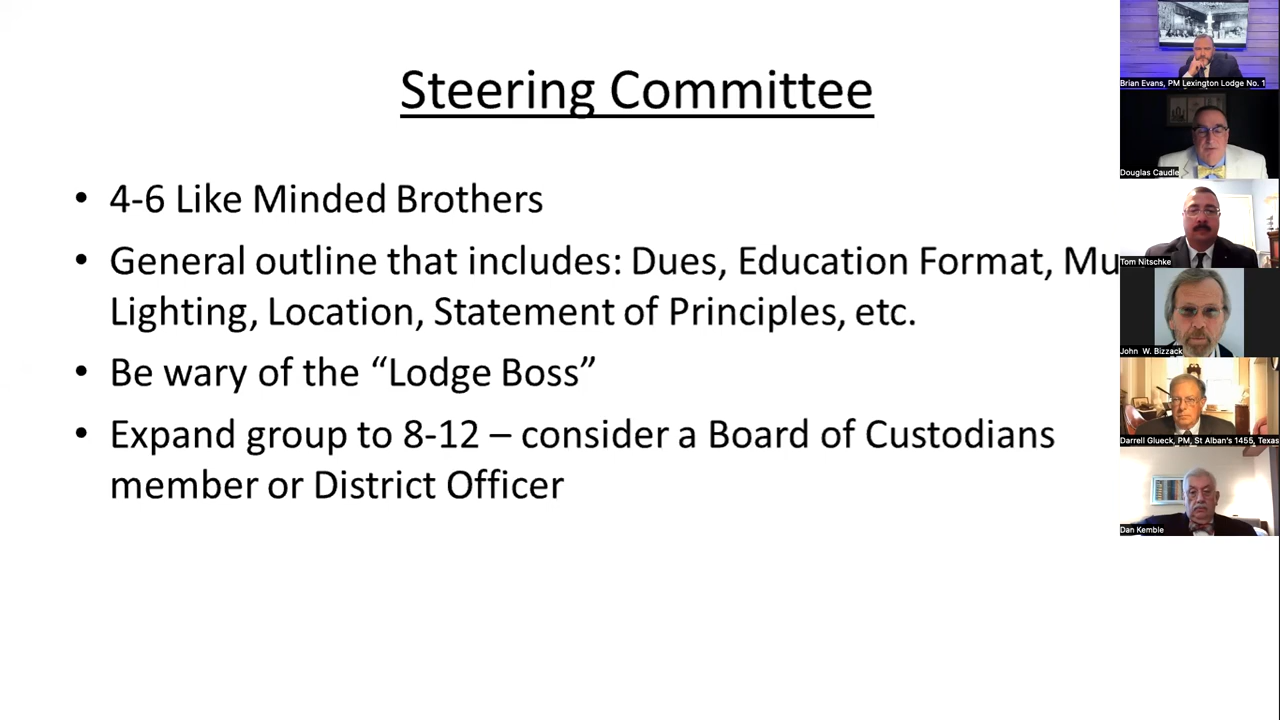 Steering Committee
• 4-6 Like Minded Brothers
• General outline that includes: Dues, Education Format,
Lighting, Location, Statement of Principles, etc.
• Be wary of the “Lodge Boss”
• Expand group to 8-12 – consider a Board of Custodians
member or District Officer
Brian Evans, PM Lexington Lodge No. 1
Douglas Caudle
Tom Nitschke
John W. Bizzack
Darrell Glueck, PM, St Alban's 1455, Texas
Dan Kemble